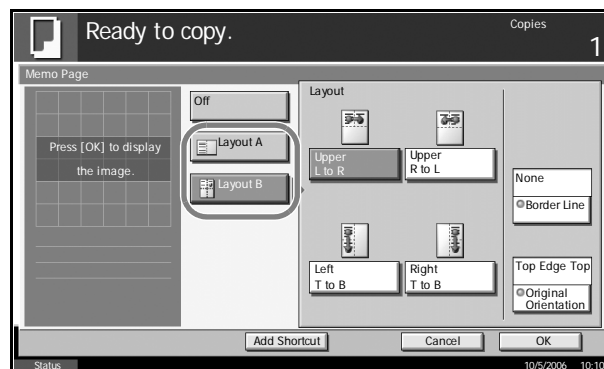 Ready to copy.
Copies
1
Memo Page
Press [OK] to display
the image.
Off
Layout A
Layout B
Layout
Upper
L to R
Upper
R to L
Left
T to B
Right
T to B
None
Border Line
Top Edge Top
Original
Orientation
Add Shortcut
Cancel
OK
Status
10/5/2006 10:10